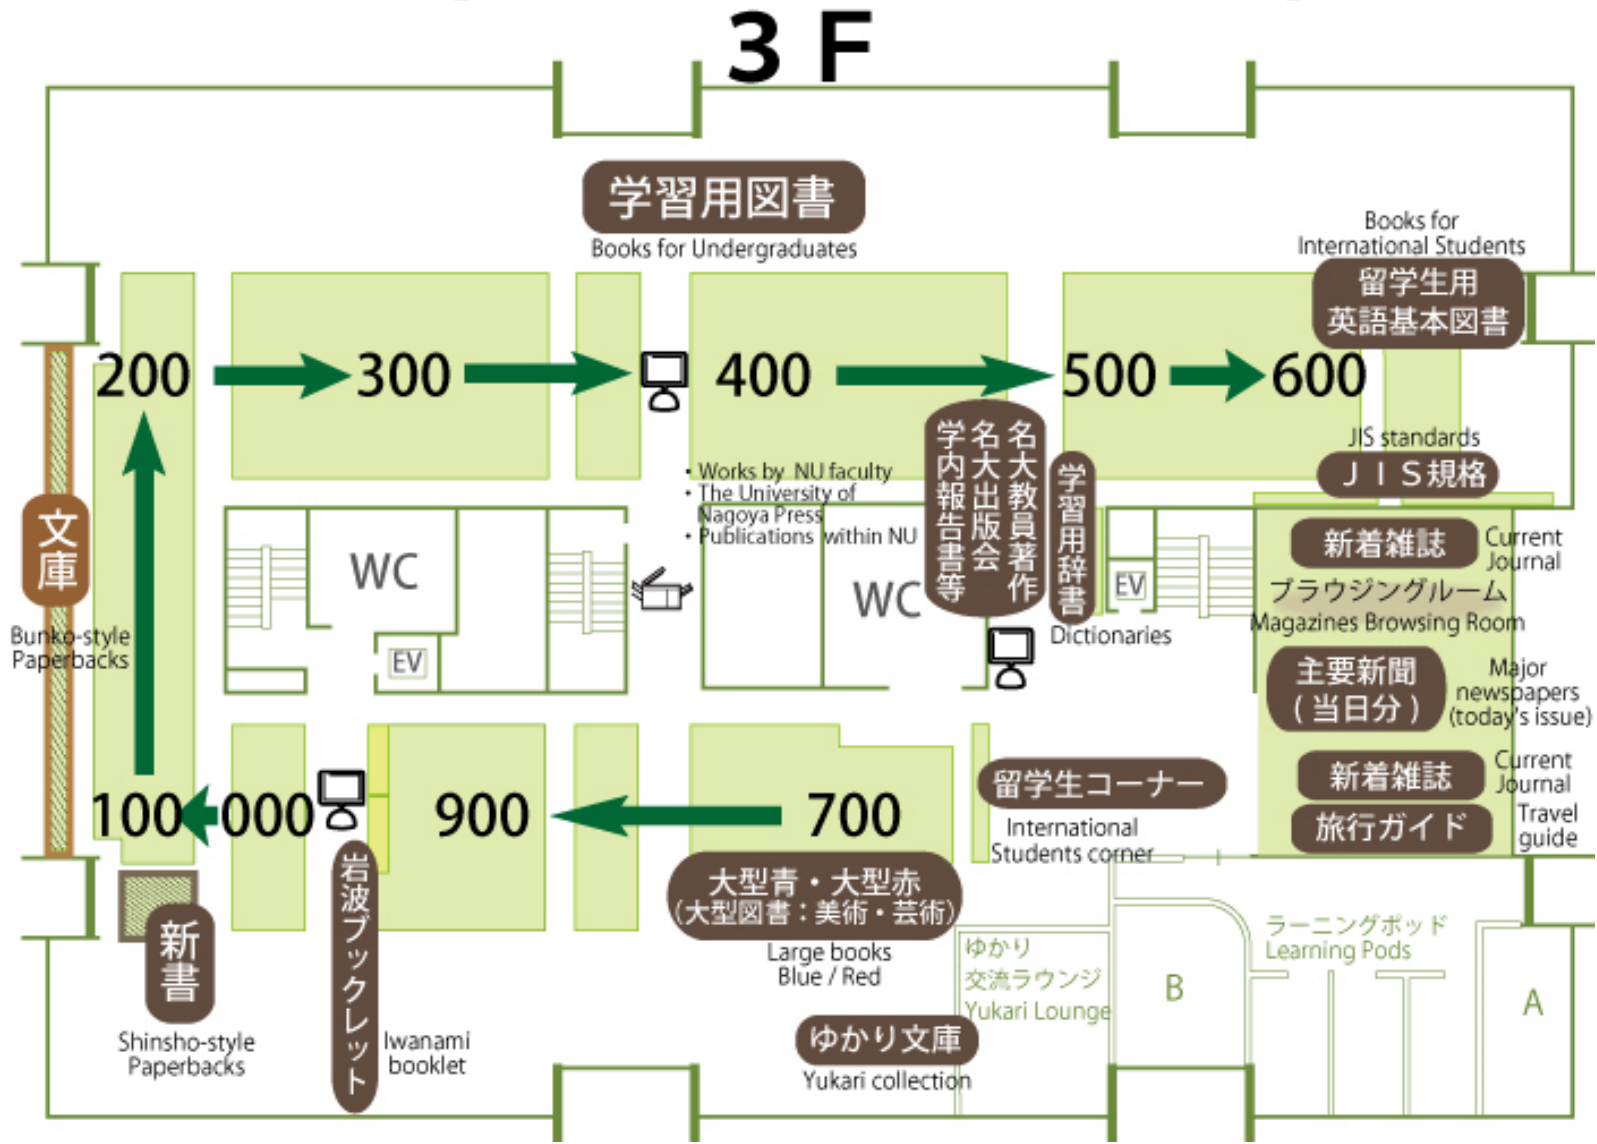 ３Ｆ
学習用図書
Books for Undergraduates
Books for
International Students
留学生用
英語基本図書
200
300
400
500
600
JIS standards
ＪＩＳ規格
・Works by NU faculty
・The University of
Nagoya Press
・Publications within NU
名大教員著作
名大出版会
学内報告書等
学習用辞書
Dictionaries
文庫
Bunko-style
Paperbacks
WC
EV
WC
EV
新着雑誌
Current
Journal
ブラウジングルーム
Magazines Browsing Room
主要新聞
(当日分)
Major
newspapers
(today's issue)
新着雑誌
Current
Journal
旅行ガイド
Travel
guide
100
000
900
700
留学生コーナー
International
Students corner
大型青・大型赤
(大型図書：美術・芸術)
Large books
Blue / Red
岩波ブックレット
Iwanami
booklet
新書
Shinsho-style
Paperbacks
ゆかり
交流ラウンジ
Yukari Lounge
ゆかり文庫
Yukari collection
B
ラーニングポッド
Learning Pods
A